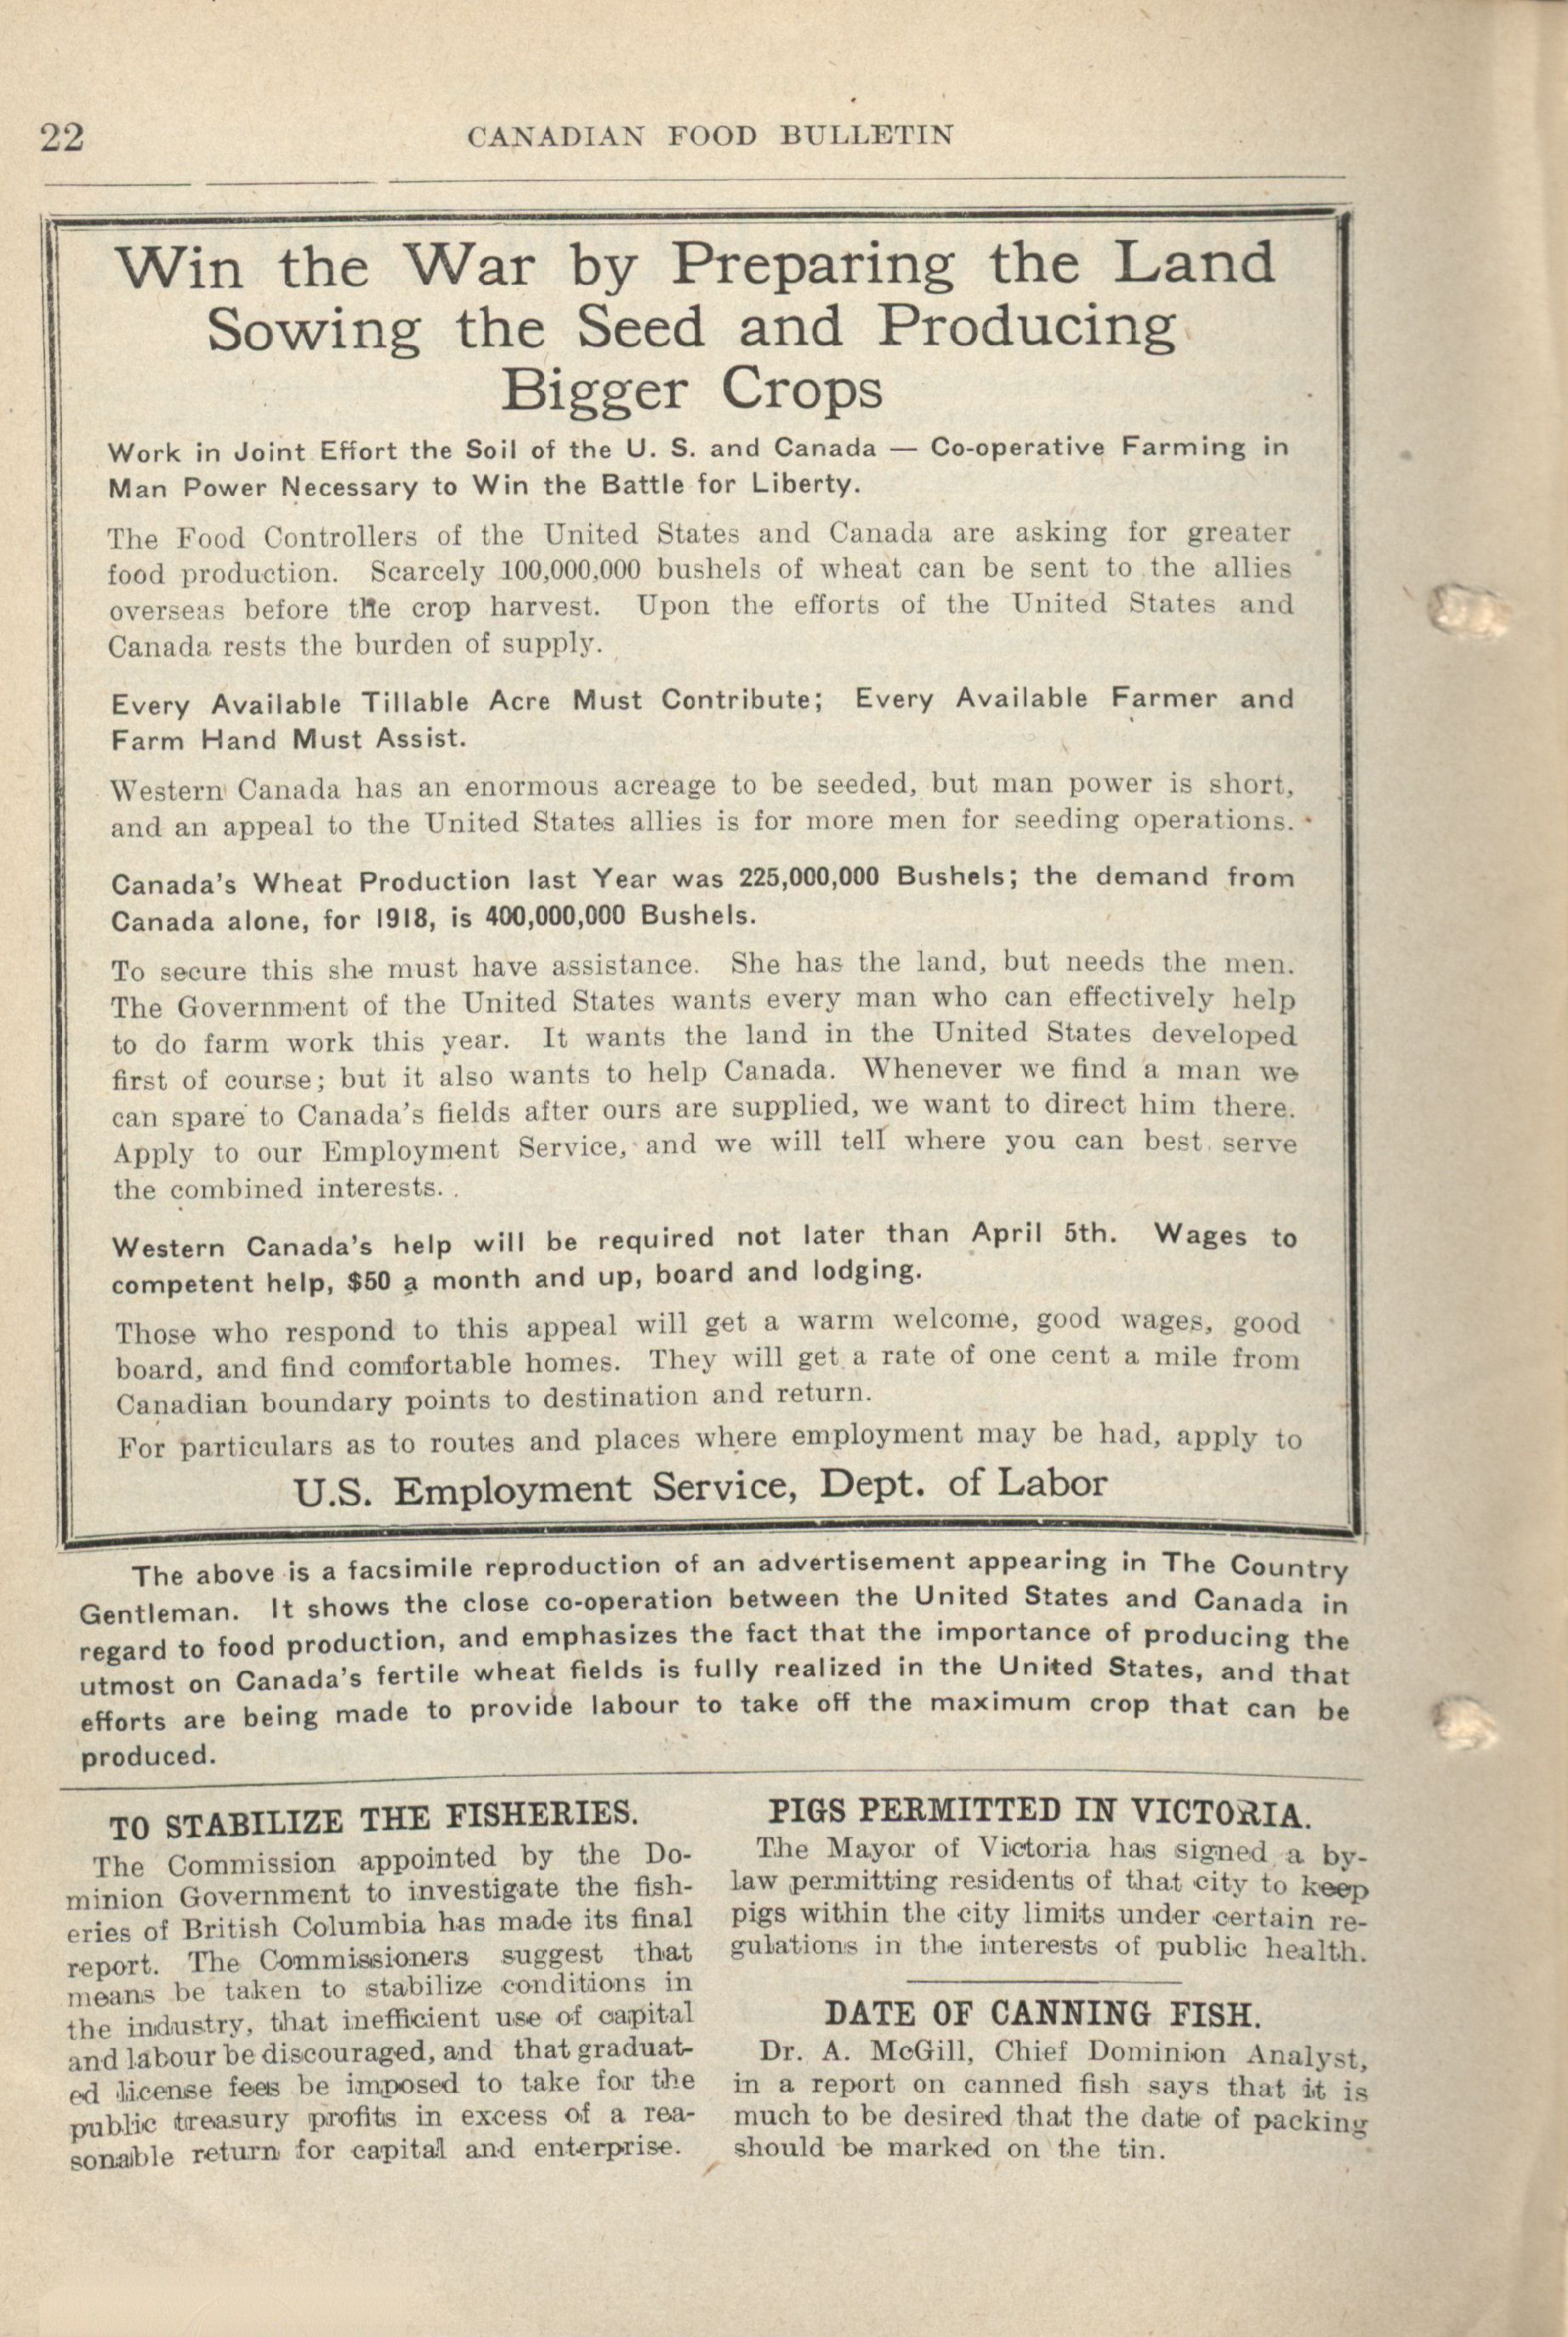 22
CANADIAN FOOD BULLETIN
Win the War by Preparing the Land
Sowing the Seed and Producing
Bigger Crops
Work in Joint Effort the Soil of the U. S. and Canada — Co-operative Farming in
Man Power Necessary to Win the Battle for Liberty.
The Food Controllers of the United States and Canada are asking for greater
food production. Scarcely 100,000,000 bushels of wheat can be sent to the allies
overseas before the crop harvest. Upon the efforts of the United States and
Canada rests the burden of supply.
Every Available Tillable Acre Must Contribute; Every Available Farmer and
Farm Hand Must Assist.
Western Canada has an enormous acreage to be seeded, but man power is short,
and an appeal to the United States allies is for more men for seeding operations.
Canada's Wheat Production last Year was 225,000,000 Bushels; the demand from
Canada alone, for 1918, is 400,000,000 Bushels.
To secure this she must have assistance. She has the land, but needs the men.
The Government of the United States wants every man who can effectively help
to do farm work this year. It wants the land in the United States developed
first of course; but it also wants to help Canada. Whenever we find a man we
can spare to Canada's fields after ours are supplied, we want to direct him there.
Apply to our Employment Service, and we will tell where you can best serve
the combined interests.
Western Canada's help will be required not later than April 5th. Wages to
competent help, $50 a month and up, board and lodging.
Those who respond to this appeal will get a warm welcome, good wages, good
board, and find comfortable homes. They will get a rate of one cent a mile from
Canadian boundary points to destination and return.
For particulars as to routes and places where employment may be had, apply to
U.S. Employment Service, Dept. of Labor
The above is a facsimile reproduction of an advertisement appearing in The Country
Gentleman. It shows the close co-operation between the United States and Canada in
regard to food production, and emphasizes the fact that the importance of producing the
utmost on Canada's fertile wheat fields is fully realized in the United States, and that
efforts are being made to provide labour to take off the maximum crop that can be
produced.
TO STABILIZE THE FISHERIES.
The Commission appointed by the Do-
minion Government to investigate the fish-
eries of British Columbia has made its final
report. The Commissioners suggest that
means be taken to stabilize conditions in
the industry, that inefficient use of capital
and labour be discouraged, and that graduat-
ed license fees be imposed to take for the
public treasury profits in excess of a rea-
sonable return for capital and enterprise.
PIGS PERMITTED IN VICTORIA.
The Mayor of Victoria has signed a by-
law permitting residents of that city to keep
pigs within the city limits under certain re-
gulations in the interests of public health.
DATE OF CANNING FISH.
Dr. A. McGill, Chief Dominion Analyst,
in a report on canned fish says that it is
much to be desired that the date of packing
should be marked on the tin.